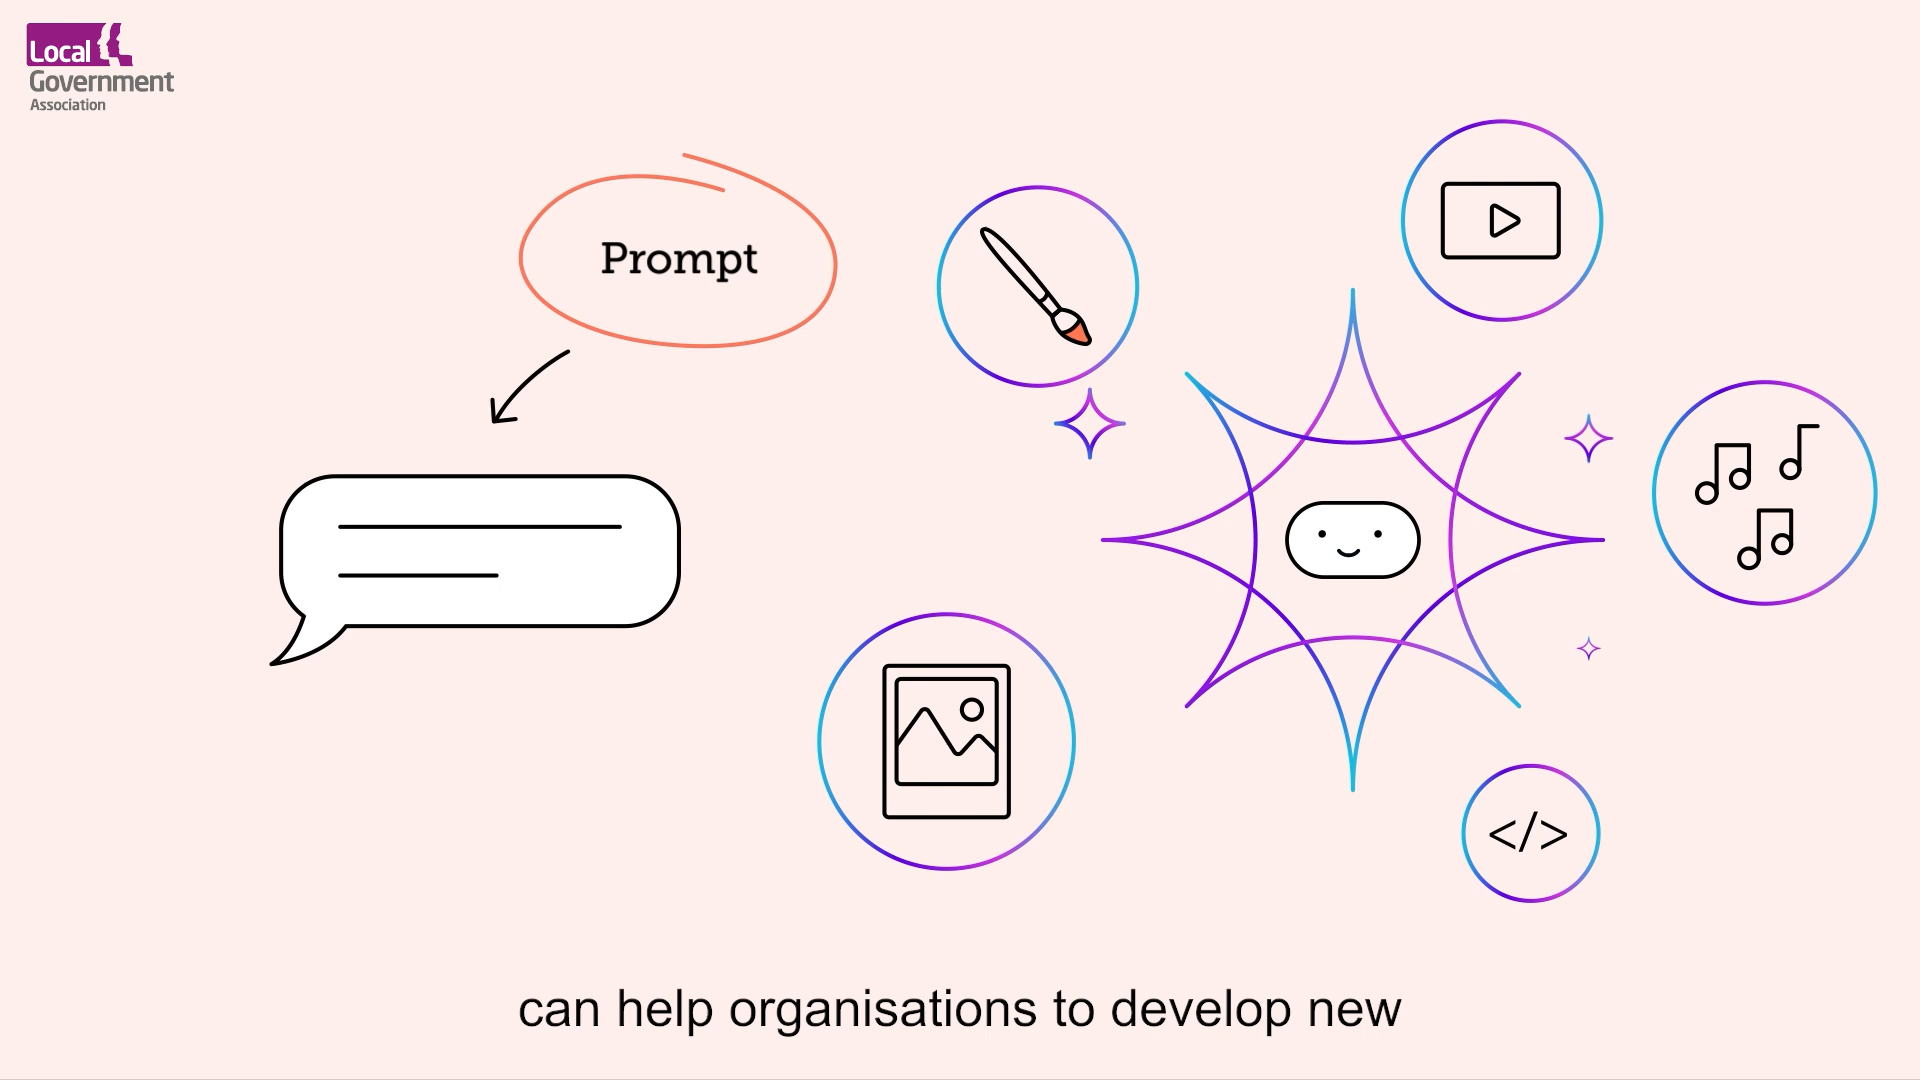 Local
Government
Association
Prompt
</>
can help organisations to develop new